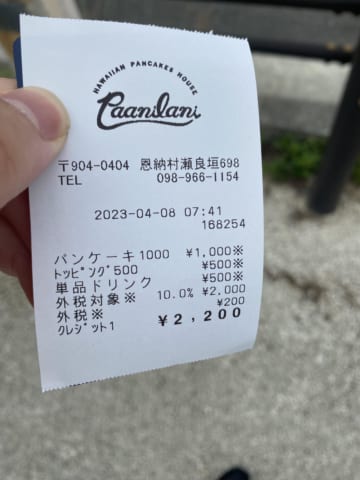 HAWAIIAN PANCAKES HOUSE
Paanilani
〒904-0404 恩納村瀬良垣698
TEL 098-966-1154
2023-04-08 07:41
168254
パンケーキ1000 ¥1,000※
ﾄｯﾋﾟﾝｸﾞ500 ¥500※
単品ドリンク ¥500※
外税対象※ 10.0% ¥2,000
外税※ ¥200
ｸﾚｼﾞｯﾄ1 ¥2,200